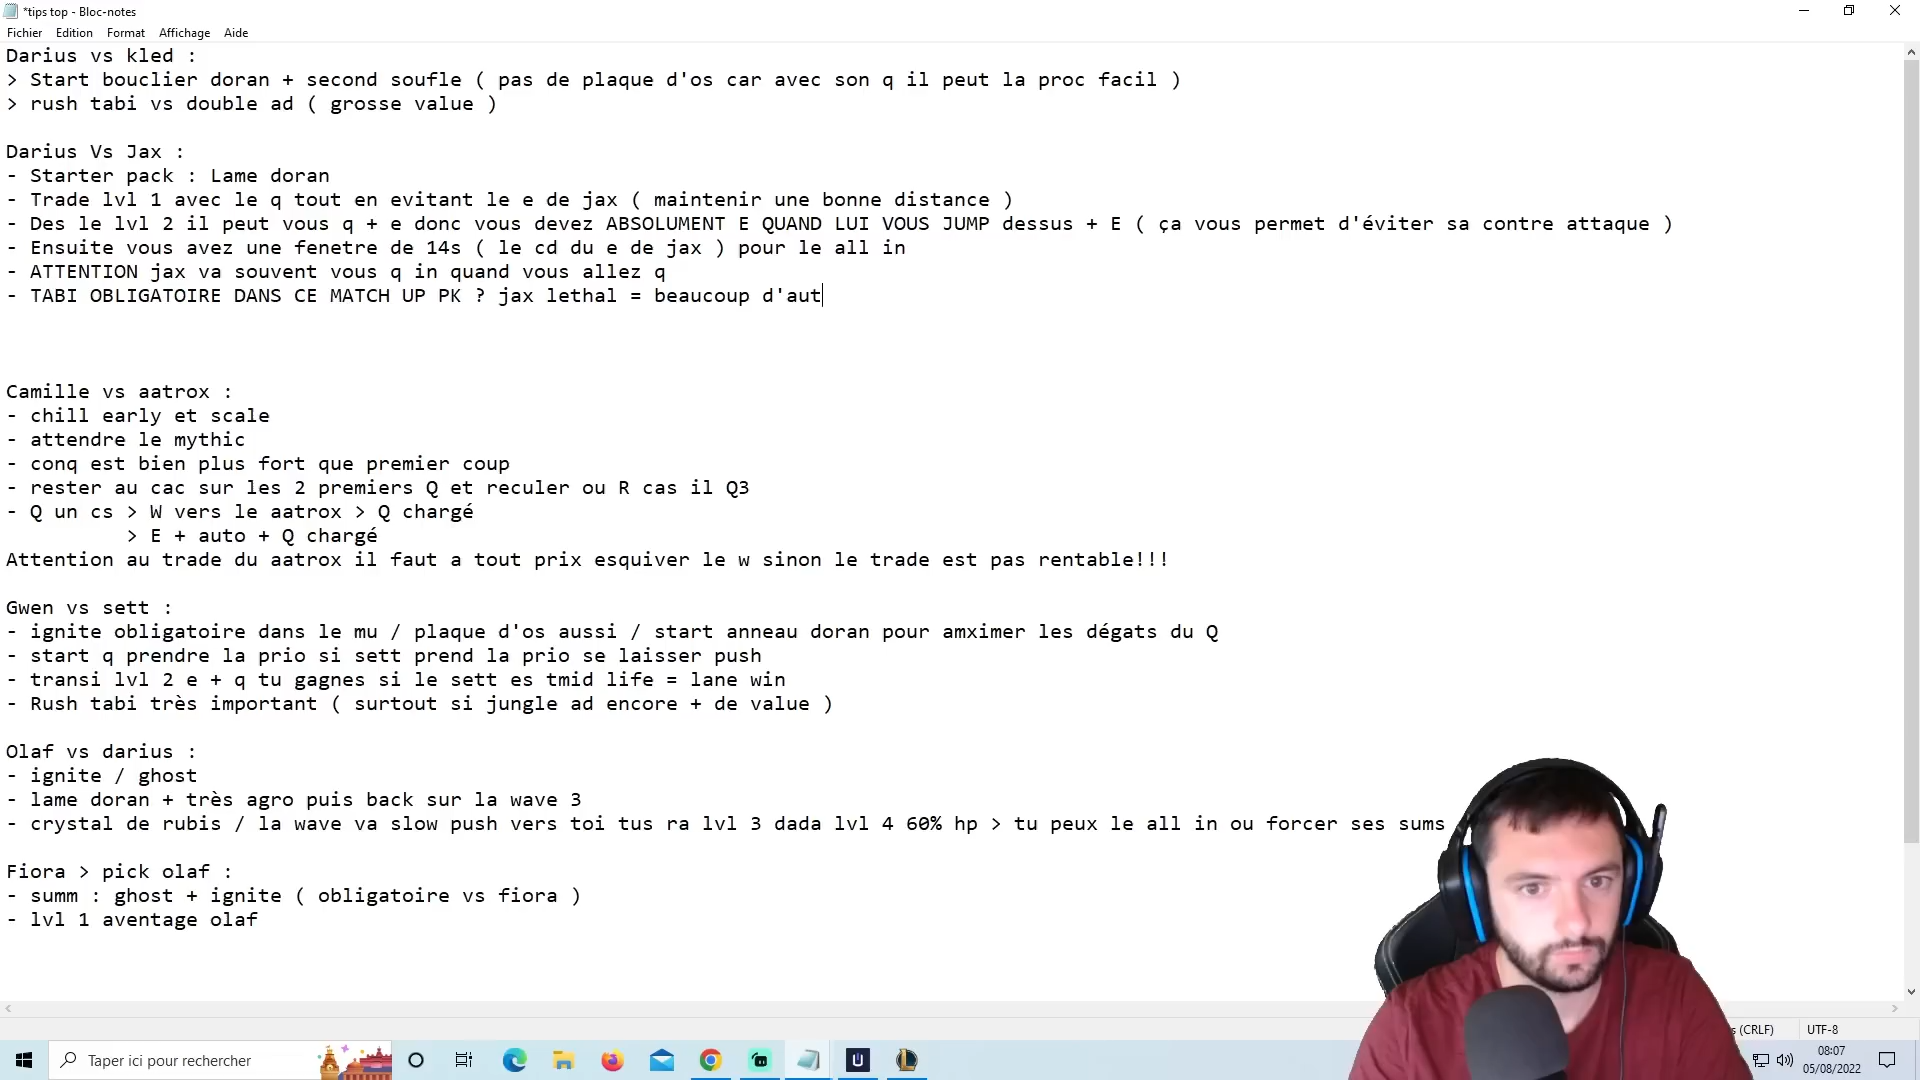 *tips top - Bloc-notes
Fichier Edition Format Affichage Aide
Darius vs kled :
> Start bouclier doran + second soufle ( pas de plaque d'os car avec son q il peut la proc facil )
> rush tabi vs double ad ( grosse value )
Darius Vs Jax :
- Starter pack : Lame doran
- Trade lvl 1 avec le q tout en evitant le e de jax ( maintenir une bonne distance )
- Des le lvl 2 il peut vous q + e donc vous devez ABSOLUMENT E QUAND LUI VOUS JUMP dessus + E ( ça vous permet d'éviter sa contre attaque )
- Ensuite vous avez une fenetre de 14s ( le cd du e de jax ) pour le all in
- ATTENTION jax va souvent vous q in quand vous allez q
- TABI OBLIGATOIRE DANS CE MATCH UP PK ? jax lethal = beaucoup d'aut
Camille vs aatrox :
- chill early et scale
- attendre le mythic
- conq est bien plus fort que premier coup
- rester au cac sur les 2 premiers Q et reculer ou R cas il Q3
- Q un cs > W vers le aatrox > Q chargé
> E + auto + Q chargé
Attention au trade du aatrox il faut a tout prix esquiver le w sinon le trade est pas rentable!!!
Gwen vs sett :
- ignite obligatoire dans le mu / plaque d'os aussi / start anneau doran pour amximer les dégats du Q
- start q prendre la prio si sett prend la prio se laisser push
- transi lvl 2 e + q tu gagnes si le sett es tmid life = lane win
- Rush tabi très important ( surtout si jungle ad encore + de value )
Olaf vs darius :
- ignite / ghost
- lame doran + très agro puis back sur la wave 3
- crystal de rubis / la wave va slow push vers toi tus ra lvl 3 dada lvl 4 60% hp > tu peux le all in ou forcer ses sums
Fiora > pick olaf :
- summ : ghost + ignite ( obligatoire vs fiora )
- lvl 1 aventage olaf
(CRLF) UTF-8
Taper ici pour rechercher
08:07
05/08/2022